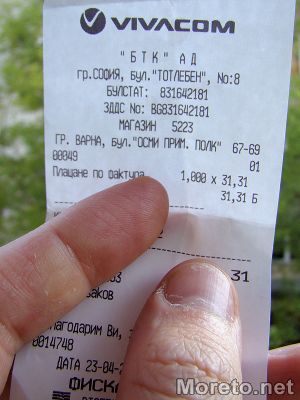 VIVACOM
"БТК" АД
гр.СОФИЯ, бул."ТОТЛЕБЕН", No:8
БУЛСТАТ: 831642181
ЗДДС No: BG831642181
МАГАЗИН 5223
ГР. ВАРНА, БУЛ."ОСМИ ПРИМ. ПОЛК" 67-69
00049 01
Плащане по фактура 1,000 x 31,31
31,31 Б
31
Ви,
0014748
ДАТА 23-04-2
ФИСК
Moreto.net